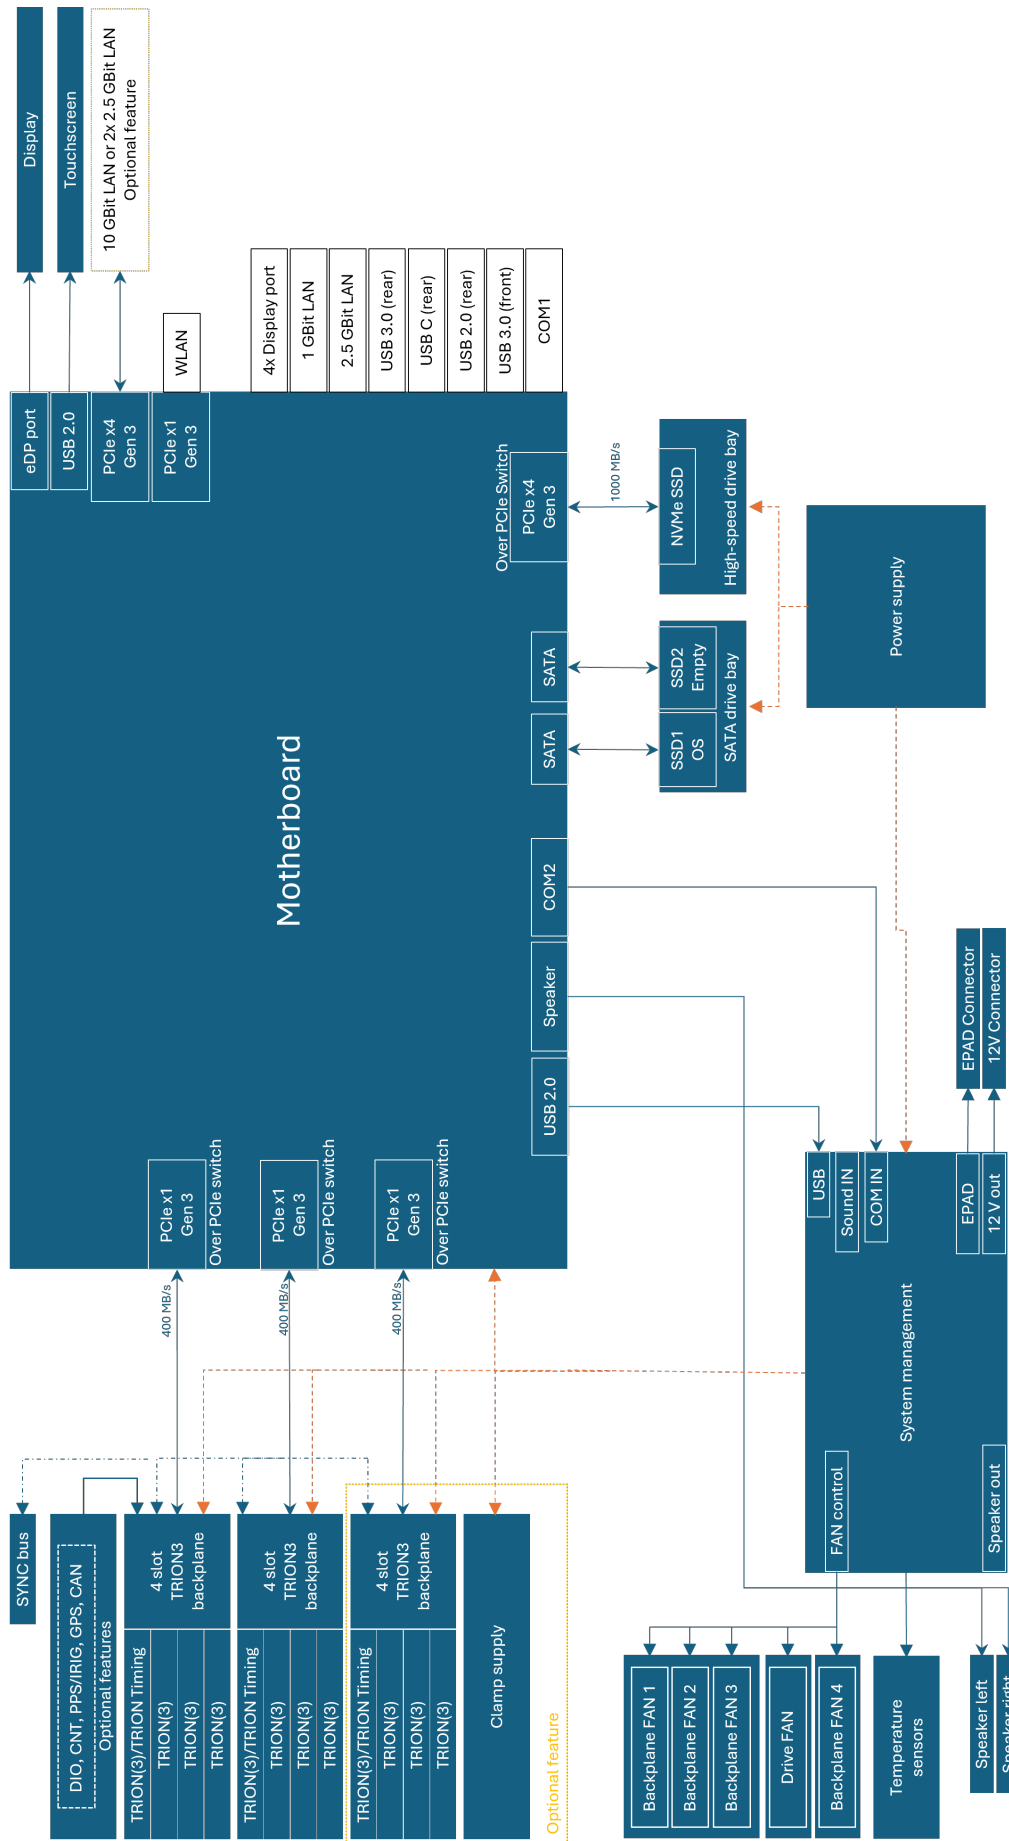 Display
Touchscreen
10 GBit LAN or 2x 2.5 GBit LAN
Optional feature
eDP port
USB 2.0
PCIe x4
Gen 3
PCIe x1
Gen 3
WLAN
4x Display port
1 GBit LAN
2.5 GBit LAN
USB 3.0 (rear)
USB C (rear)
USB 2.0 (rear)
USB 3.0 (front)
COM1
Motherboard
Over PCIe Switch
PCIe x4
Gen 3
1000 MB/s
NVMe SSD
High-speed drive bay
SATA
SATA
SSD2
Empty
SSD1
OS
SATA drive bay
Power supply
COM2
Speaker
USB 2.0
PCIe x1
Gen 3
Over PCIe switch
PCIe x1
Gen 3
Over PCIe switch
PCIe x1
Gen 3
Over PCIe switch
400 MB/s
400 MB/s
400 MB/s
EPAD Connector
12V Connector
USB
Sound IN
COM IN
EPAD
12 V out
System management
FAN control
Speaker out
SYNC bus
DIO, CNT, PPS/IRIG, GPS, CAN
Optional features
4 slot
TRION3
backplane
TRION(3)/TRION Timing
TRION(3)
TRION(3)
TRION(3)
4 slot
TRION3
backplane
TRION(3)/TRION Timing
TRION(3)
TRION(3)
TRION(3)
4 slot
TRION3
backplane
TRION(3)/TRION Timing
TRION(3)
TRION(3)
TRION(3)
Clamp supply
Optional feature
Backplane FAN 1
Backplane FAN 2
Backplane FAN 3
Drive FAN
Backplane FAN 4
Temperature
sensors
Speaker left
Speaker right